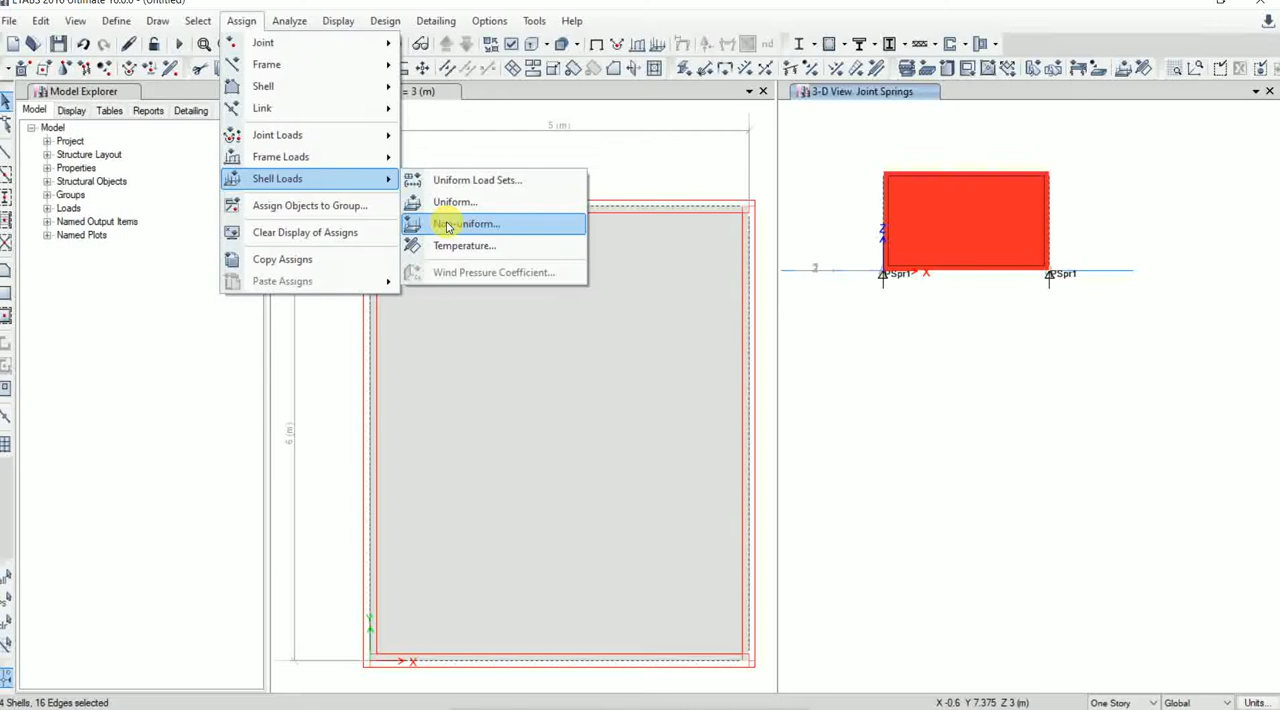 ETABS 2016 Ultimate 16.0.0 - (Untitled)
File Edit View Define Draw Select Assign Analyze Display Design Detailing Options Tools Help
nd
Model Explorer
= 3 (m)
3-D View Joint Springs
Model Display Tables Reports Detailing
Model
Project
Structure Layout
Properties
Structural Objects
Groups
Loads
Named Output Items
Named Plots
Joint
Frame
Shell
Link
Joint Loads
Frame Loads
Shell Loads
Assign Objects to Group...
Clear Display of Assigns
Copy Assigns
Paste Assigns
Uniform Load Sets...
Uniform...
Non-uniform...
Temperature...
Wind Pressure Coefficient...
5 (m)
6 (m)
Y
X
Z
X
2
PSpr1
PSpr1
4 Shells, 16 Edges selected
X -0.6 Y 7.375 Z 3 (m)
One Story
Global
Units...